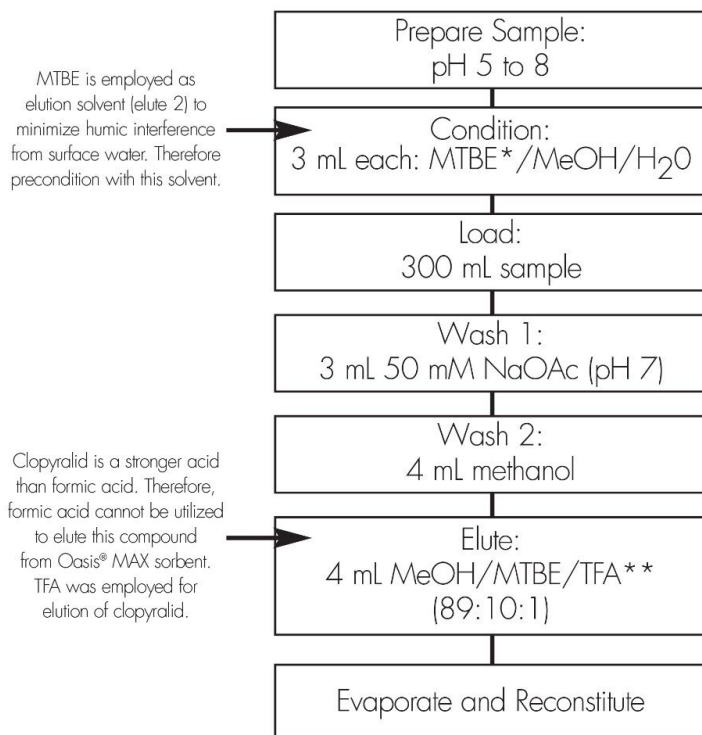 Prepare Sample:
pH 5 to 8
MTBE is employed as
elution solvent (elute 2) to
minimize humic interference
from surface water. Therefore
precondition with this solvent.
Condition:
3 mL each: MTBE*/MeOH/H₂0
Load:
300 mL sample
Wash 1:
3 mL 50 mM NaOAc (pH 7)
Wash 2:
4 mL methanol
Clopyralid is a stronger acid
than formic acid. Therefore,
formic acid cannot be utilized
to elute this compound
from Oasis® MAX sorbent.
TFA was employed for
elution of clopyralid.
Elute:
4 mL MeOH/MTBE/TFA**
(89:10:1)
Evaporate and Reconstitute